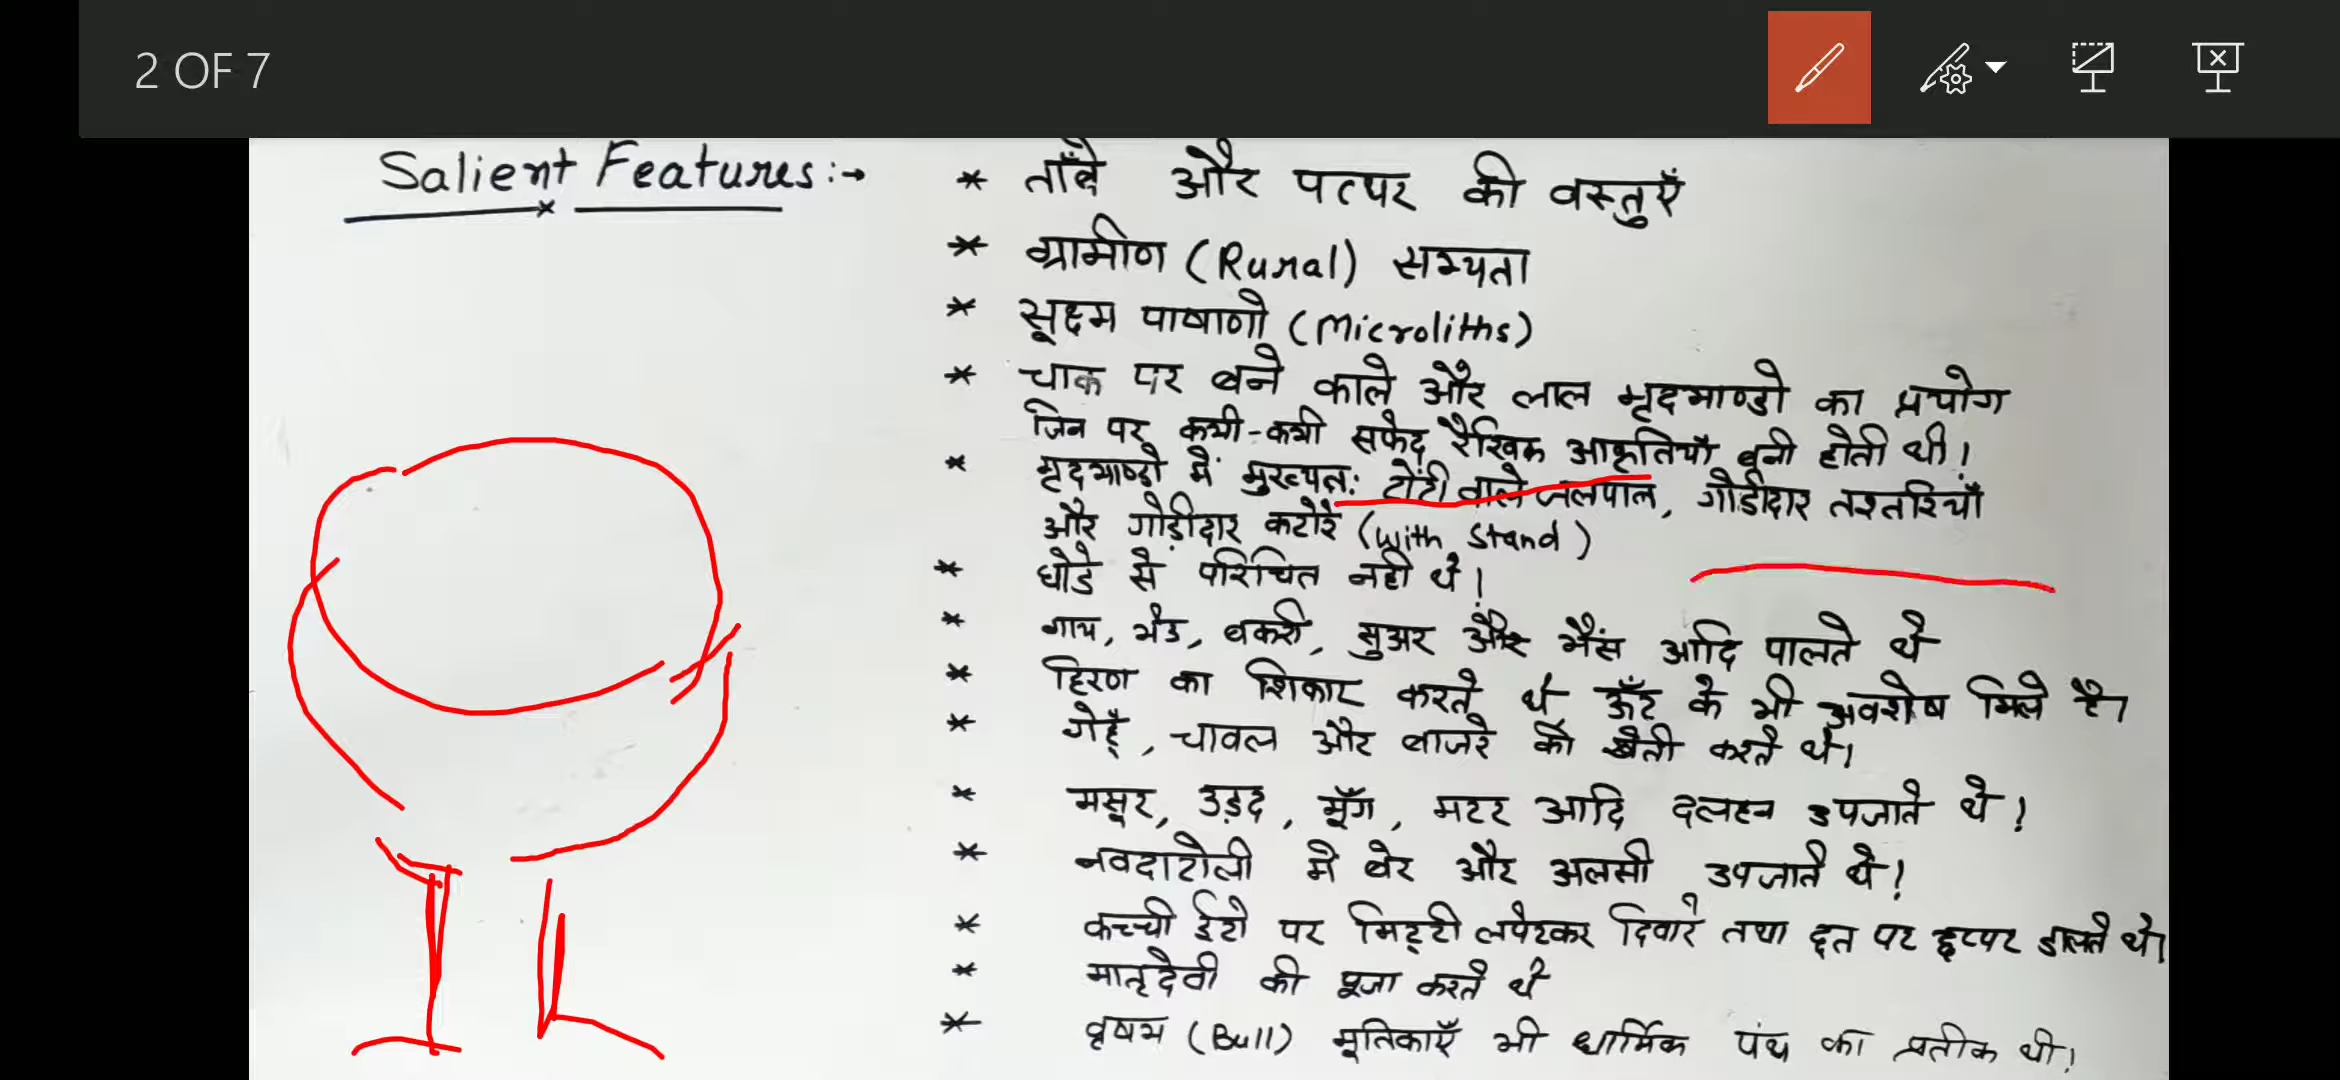 2 OF 7
Salient Features:→
* ताँबे और पत्थर की वस्तुएँ
* ग्रामीण (Rural) सभ्यता
* सूक्ष्म पाषाणो (Microliths)
* चाक पर बने काले और लाल मृदभाण्डो का प्रयोग
जिन पर कभी-कभी सफेद रैखिक आकृतियाँ बनी होती थी।
* मृदभाण्डो में मुख्यत: टोंटी वाले जलपात्र, गोडीदार तश्तरियाँ
और गोड़ीदार कटोरे (with stand)
* घोडे से परिचित नही थे।
* गाय, भेड, बकरी, सुअर और भैंस आदि पालते थे
* हिरण का शिकार करते थे ऊँट के भी अवशेष मिले है।
* गेहूँ, चावल और बाजरे की खेती करते थे।
* मसूर, उड़द, मूँग, मटर आदि दलहन उपजाते थे।
* नवदाटोली मे बेर और अलसी उपजाते थे।
* कच्ची ईटो पर मिट्टी लपेटकर दिवारे तथा छत पर छप्पर डालते थे।
* मातृदेवी की पूजा करते थे
* वृषभ (Bull) मूर्तिकाएँ भी धार्मिक पंथ का प्रतीक थी।